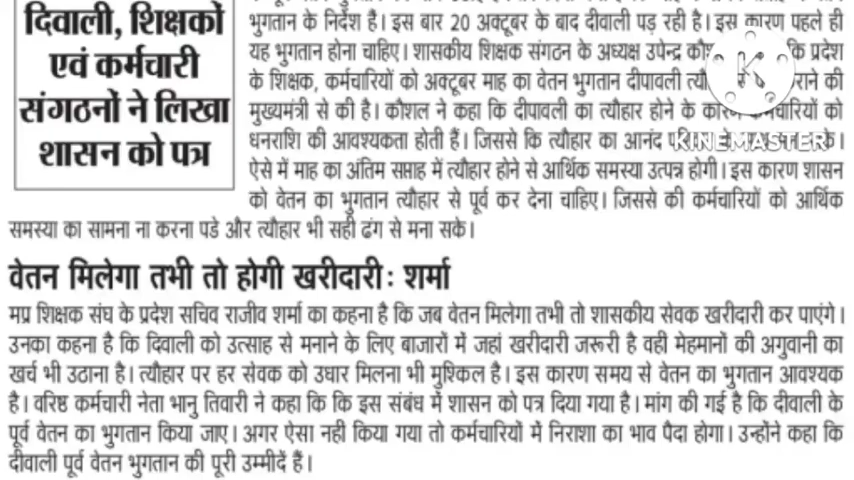 दिवाली, शिक्षकों
एवं कर्मचारी
संगठनों ने लिखा
शासन को पत्र
भुगतान के निर्देश है। इस बार 20 अक्टूबर के बाद दीवाली पड़ रही है। इस कारण पहले ही
यह भुगतान होना चाहिए। शासकीय शिक्षक संगठन के अध्यक्ष उपेन्द्र कि प्रदेश
के शिक्षक, कर्मचारियों को अक्टूबर माह का वेतन भुगतान दीपावली की
मुख्यमंत्री से की है। कौशल ने कहा कि दीपावली का त्यौहार होने के कारण कर्मचारियों को
धनराशि की आवश्यकता होती हैं। जिससे कि त्यौहार का आनंद
ऐसे में माह का अंतिम सप्ताह में त्यौहार होने से आर्थिक समस्या उत्पन्न होगी। इस कारण शासन
को वेतन का भुगतान त्यौहार से पूर्व कर देना चाहिए। जिससे की कर्मचारियों को आर्थिक
समस्या का सामना ना करना पडे और त्यौहार भी सही ढंग से मना सके।
वेतन मिलेगा तभी तो होगी खरीदारी: शर्मा
मप्र शिक्षक संघ के प्रदेश सचिव राजीव शर्मा का कहना है कि जब वेतन मिलेगा तभी तो शासकीय सेवक खरीदारी कर पाएंगे।
उनका कहना है कि दिवाली को उत्साह से मनाने के लिए बाजारों में जहां खरीदारी जरूरी है वही मेहमानों की अगुवानी का
खर्च भी उठाना है। त्यौहार पर हर सेवक को उधार मिलना भी मुश्किल है। इस कारण समय से वेतन का भुगतान आवश्यक
है। वरिष्ठ कर्मचारी नेता भानु तिवारी ने कहा कि कि इस संबंध में शासन को पत्र दिया गया है। मांग की गई है कि दीवाली के
पूर्व वेतन का भुगतान किया जाए। अगर ऐसा नही किया गया तो कर्मचारियों में निराशा का भाव पैदा होगा। उन्होंने कहा कि
दीवाली पूर्व वेतन भुगतान की पूरी उम्मीदें हैं।
KINEMASTER